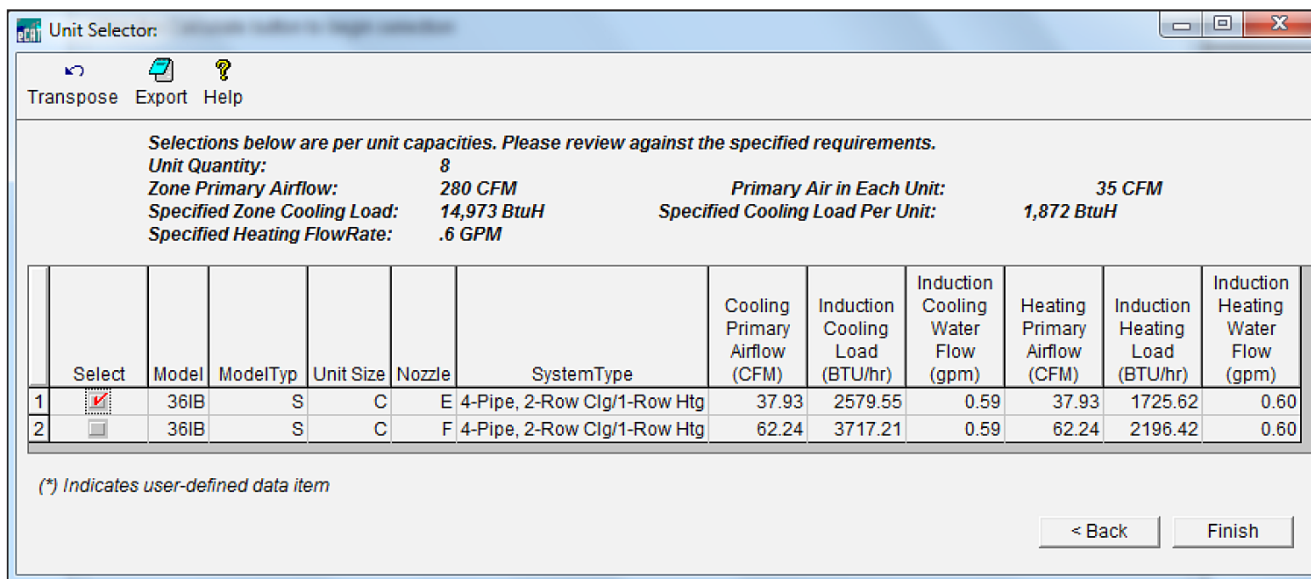 Unit Selector:
Transpose Export Help
Selections below are per unit capacities. Please review against the specified requirements.
Unit Quantity: 8
Zone Primary Airflow: 280 CFM Primary Air in Each Unit: 35 CFM
Specified Zone Cooling Load: 14,973 BtuH Specified Cooling Load Per Unit: 1,872 BtuH
Specified Heating FlowRate: .6 GPM
Select Model ModelTyp Unit Size Nozzle SystemType Cooling Primary Airflow (CFM) Induction Cooling Load (BTU/hr) Induction Cooling Water Flow (gpm) Heating Primary Airflow (CFM) Induction Heating Load (BTU/hr) Induction Heating Water Flow (gpm)
1 36IB S C E 4-Pipe, 2-Row Clg/1-Row Htg 37.93 2579.55 0.59 37.93 1725.62 0.60
2 36IB S C F 4-Pipe, 2-Row Clg/1-Row Htg 62.24 3717.21 0.59 62.24 2196.42 0.60
(*) Indicates user-defined data item
< Back Finish